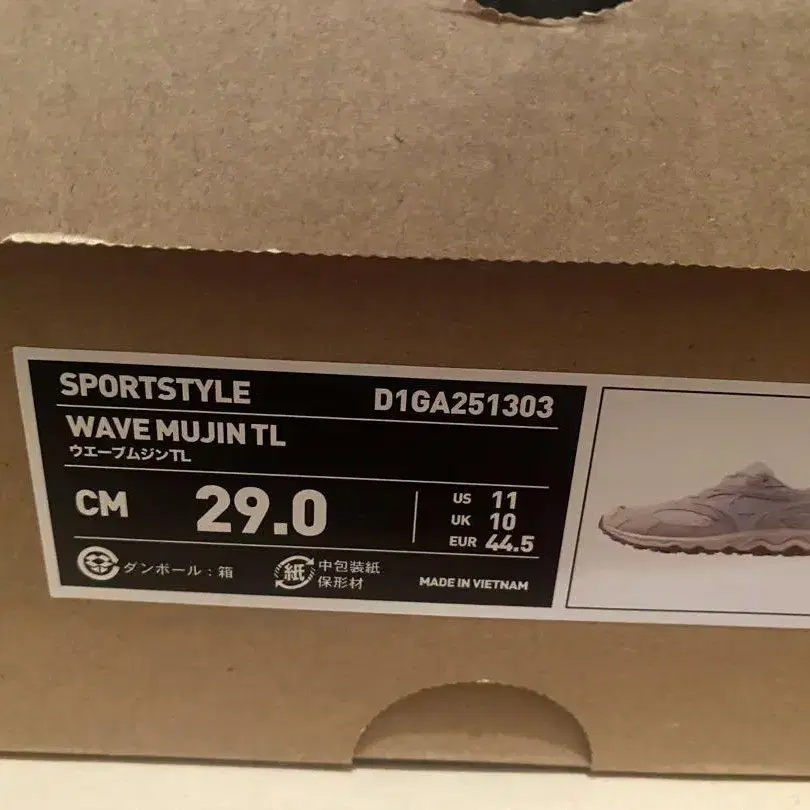 SPORTSTYLE D1GA251303
WAVE MUJIN TL
ウエーブムジンTL
CM 29.0
US 11
UK 10
EUR 44.5
ダンボール：箱
紙 中包装紙
保形材
MADE IN VIETNAM